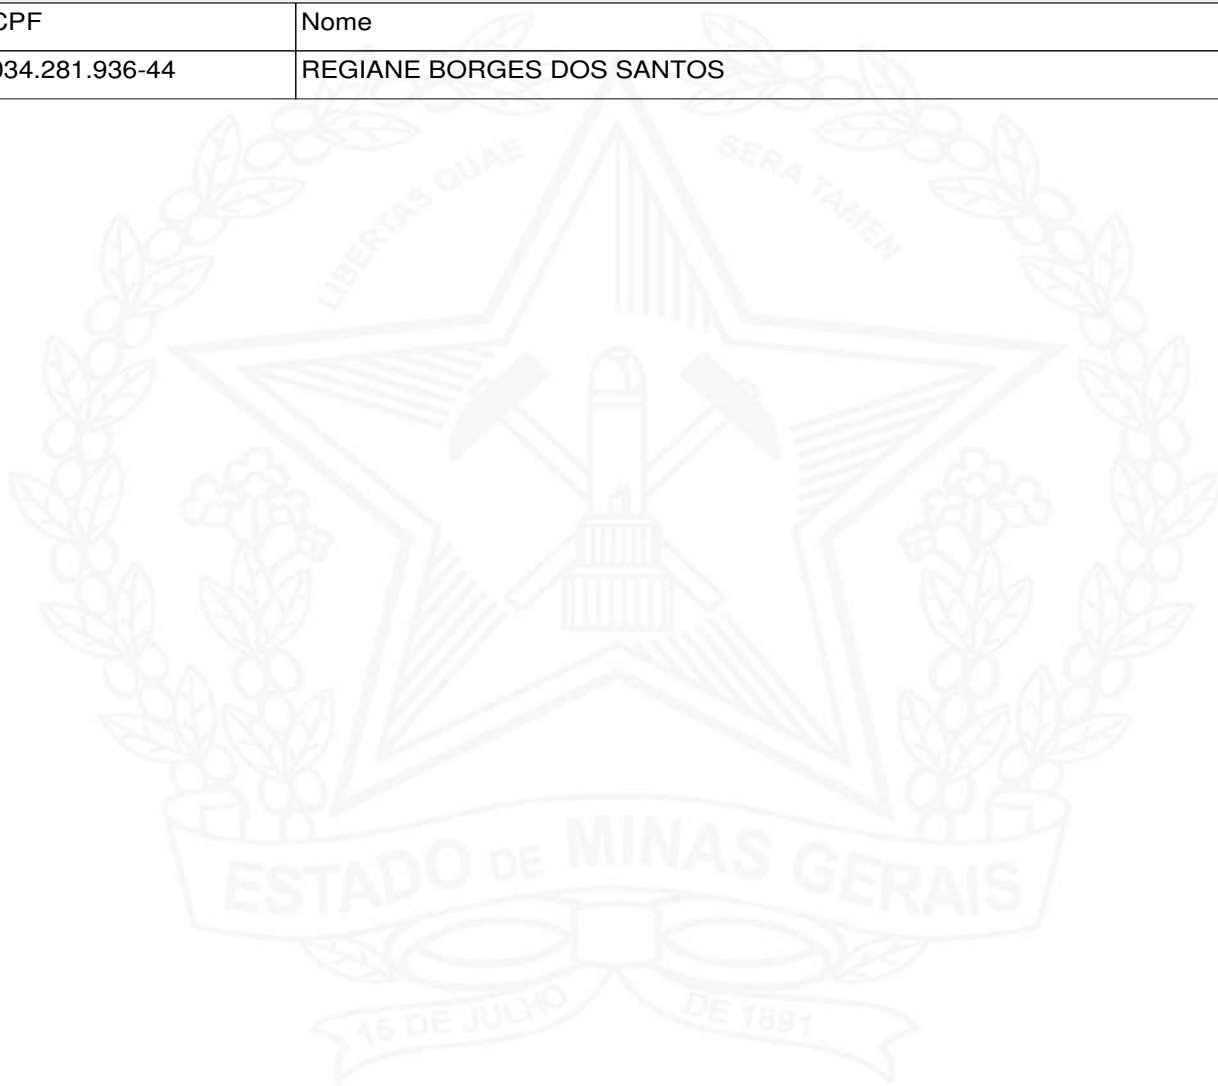 CPF Nome
034.281.936-44 REGIANE BORGES DOS SANTOS
LIBERTAS QUAE SERA TAMEN
ESTADO DE MINAS GERAIS
15 DE JULHO DE 1891